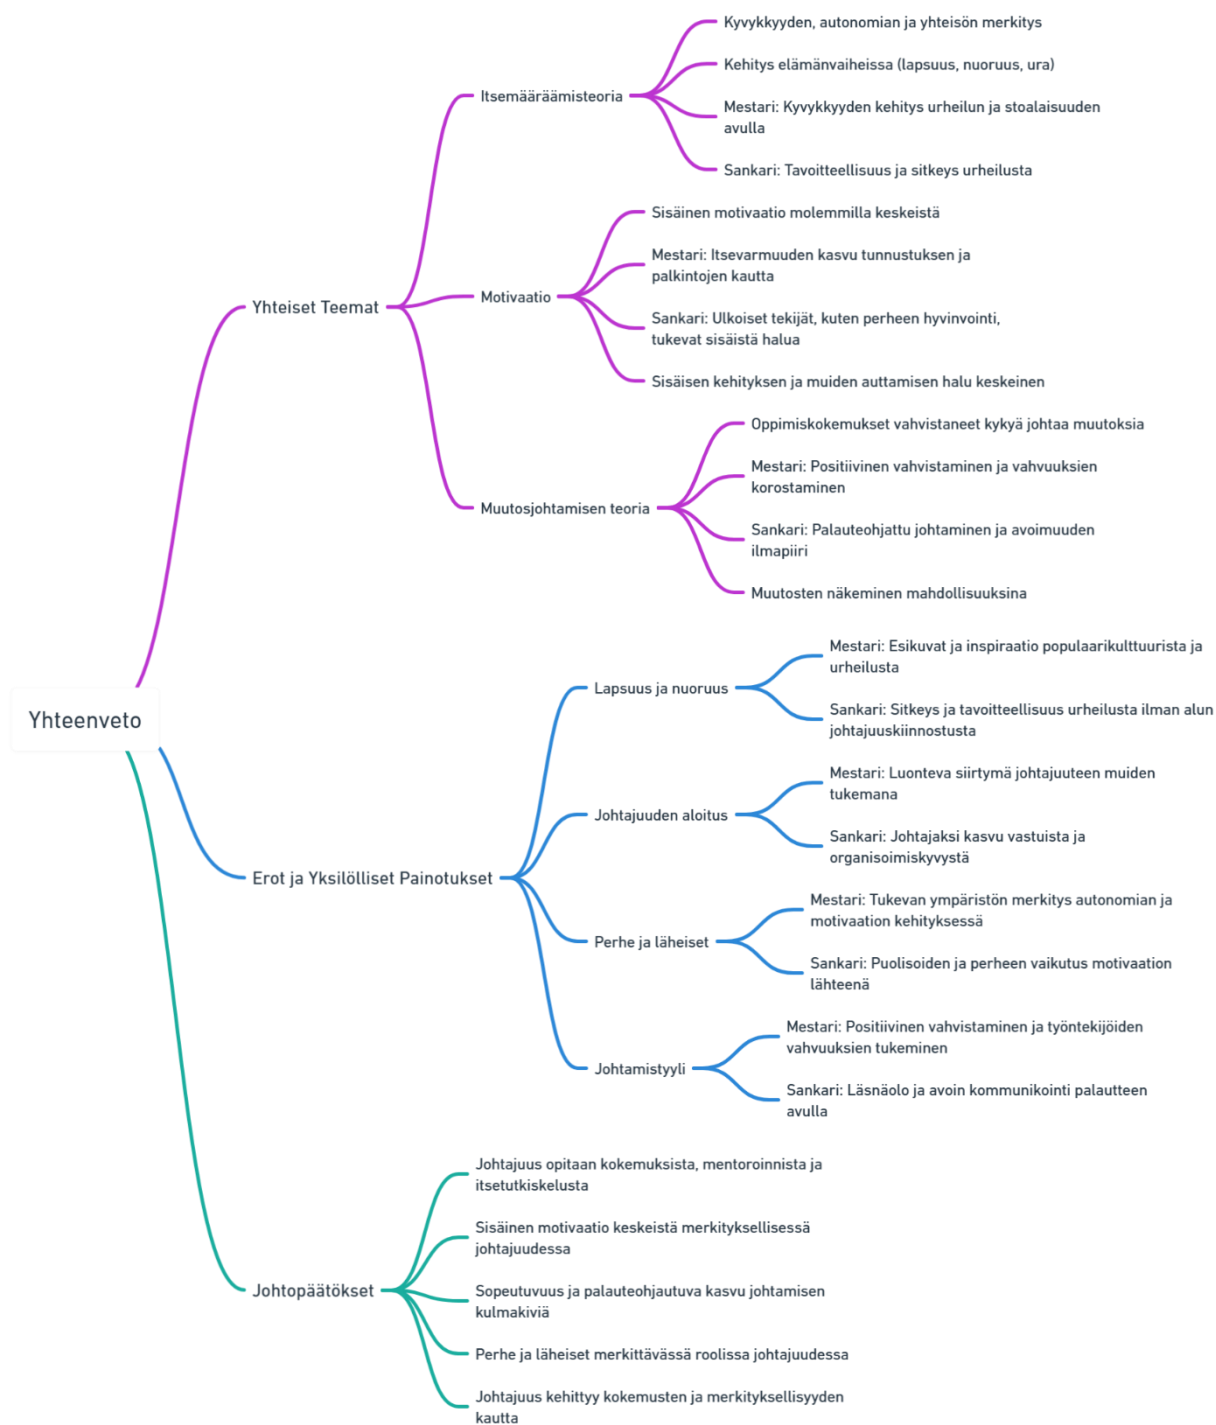 Yhteenveto
Yhteiset Teemat
Itsemääräämisteoria
Kyvykkyyden, autonomian ja yhteisön merkitys
Kehitys elämänvaiheissa (lapsuus, nuoruus, ura)
Mestari: Kyvykkyyden kehitys urheilun ja stoalaisuuden
avulla
Sankari: Tavoitteellisuus ja sitkeys urheilusta
Motivaatio
Sisäinen motivaatio molemmilla keskeistä
Mestari: Itsevarmuuden kasvu tunnustuksen ja
palkintojen kautta
Sankari: Ulkoiset tekijät, kuten perheen hyvinvointi,
tukevat sisäistä halua
Sisäisen kehityksen ja muiden auttamisen halu keskeinen
Muutosjohtamisen teoria
Oppimiskokemukset vahvistaneet kykyä johtaa muutoksia
Mestari: Positiivinen vahvistaminen ja vahvuuksien
korostaminen
Sankari: Palauteohjattu johtaminen ja avoimuuden
ilmapiiri
Muutosten näkeminen mahdollisuuksina
Erot ja Yksilölliset Painotukset
Lapsuus ja nuoruus
Mestari: Esikuvat ja inspiraatio populaarikulttuurista ja
urheilusta
Sankari: Sitkeys ja tavoitteellisuus urheilusta ilman alun
johtajuuskiinnostusta
Johtajuuden aloitus
Mestari: Luonteva siirtymä johtajuuteen muiden
tukemana
Sankari: Johtajaksi kasvu vastuista ja
organisoimiskyvystä
Perhe ja läheiset
Mestari: Tukevan ympäristön merkitys autonomian ja
motivaation kehityksessä
Sankari: Puolisoiden ja perheen vaikutus motivaation
lähteenä
Johtamistyyli
Mestari: Positiivinen vahvistaminen ja työntekijöiden
vahvuuksien tukeminen
Sankari: Läsnäolo ja avoin kommunikointi palautteen
avulla
Johtopäätökset
Johtajuus opitaan kokemuksista, mentoroinnista ja
itsetutkiskelusta
Sisäinen motivaatio keskeistä merkityksellisessä
johtajuudessa
Sopeutuvuus ja palauteohjautuva kasvu johtamisen
kulmakiviä
Perhe ja läheiset merkittävässä roolissa johtajuudessa
Johtajuus kehittyy kokemusten ja merkityksellisyyden
kautta